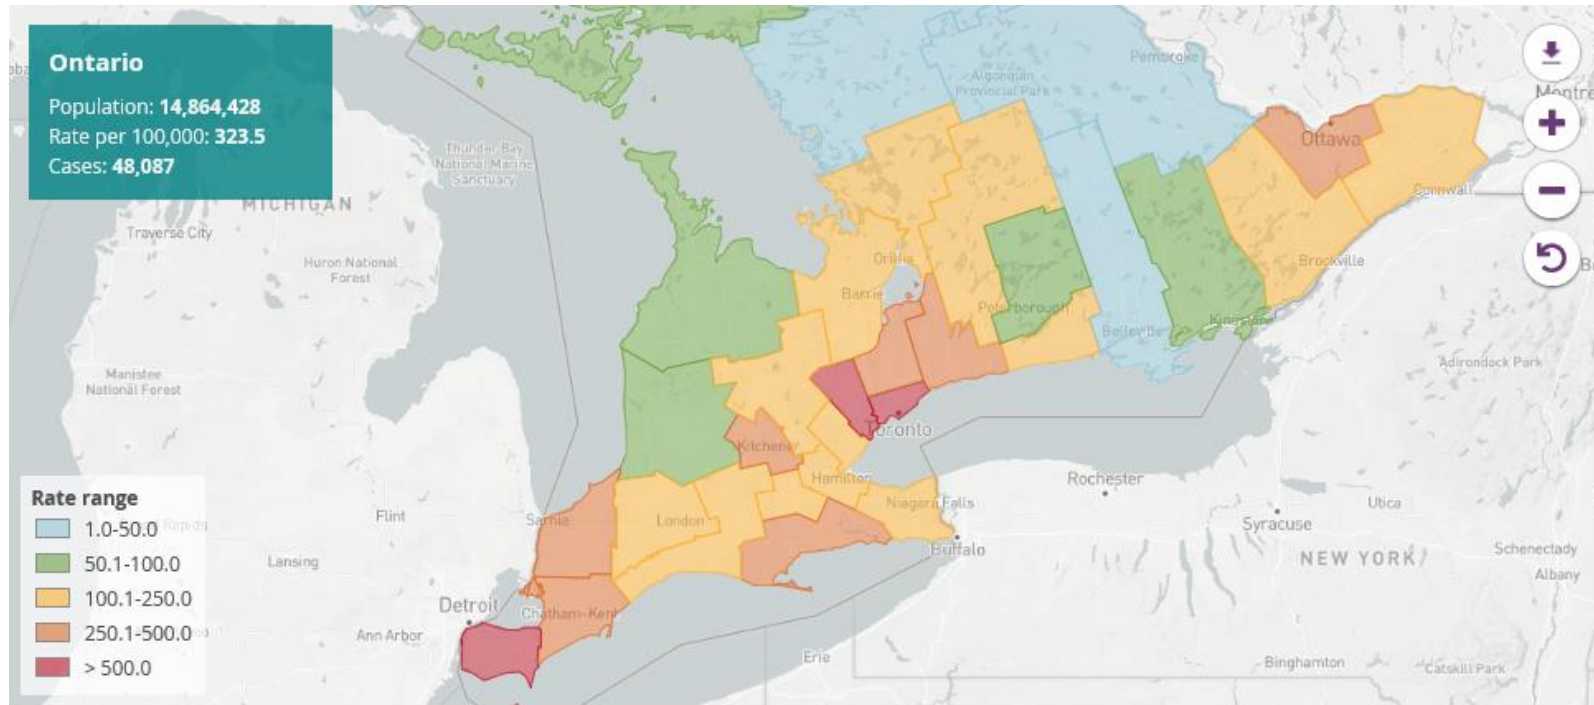 Ontario
Population: 14,864,428
Rate per 100,000: 323.5
Cases: 48,087
Pembroke
Algonquin
Provincial Park
Ottawa
Thunder Bay
National Marine
Sanctuary
Cornwall
MICHIGAN
Traverse City
Huron National
Forest
Orillia
Brockville
Barrie
Peterborough
Belleville
Kingston
Manistee
National Forest
Adirondack Park
Toronto
Kitchener
Hamilton
Rochester
Niagara Falls
Utica
Flint
Sarnia
London
Syracuse
Buffalo
Schenectady
NEW YORK
Lansing
Albany
Detroit
Chatham-Kent
Ann Arbor
Erie
Binghamton
Catskill Park
Rate range
1.0-50.0
50.1-100.0
100.1-250.0
250.1-500.0
> 500.0